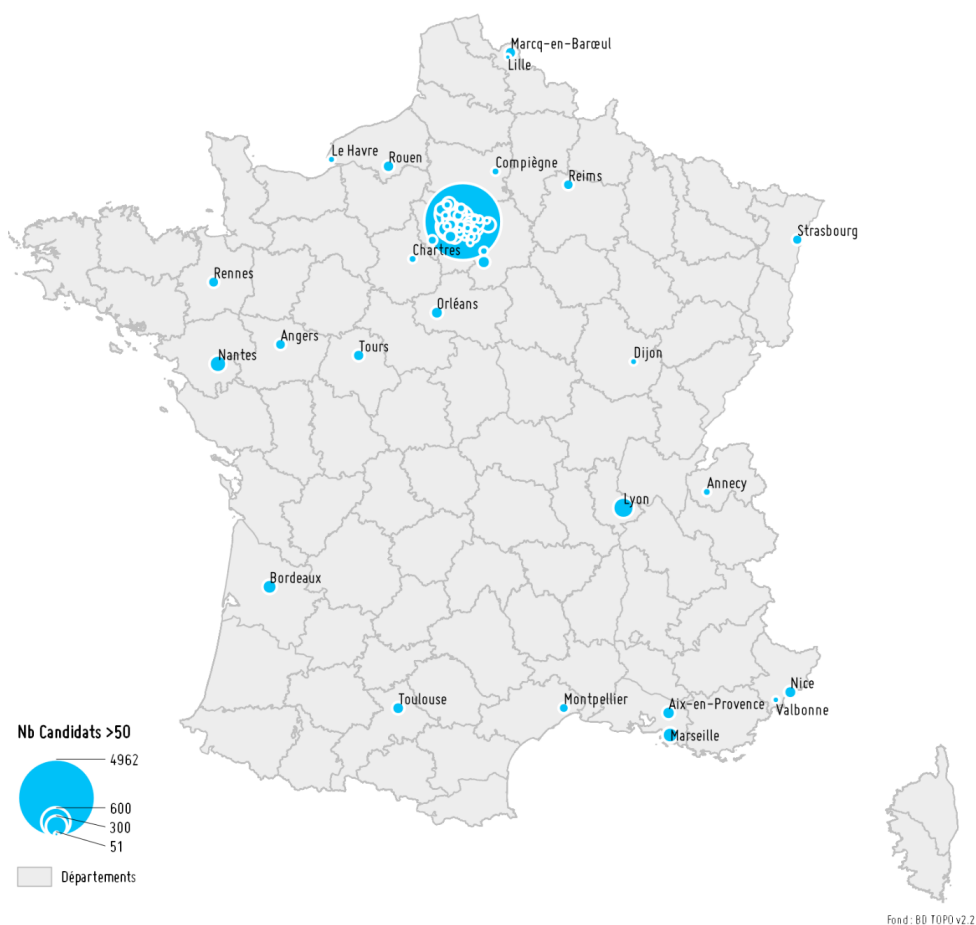 Marcq-en-Barœul
Lille
Le Havre
Rouen
Compiègne
Reims
Strasbourg
Chartres
Rennes
Orléans
Angers
Tours
Nantes
Dijon
Annecy
Lyon
Bordeaux
Nice
Toulouse
Montpellier
Aix-en-Provence
Valbonne
Marseille
Nb Candidats >50
4962
600
300
51
Départements
Fond : BD TOPO v2.2